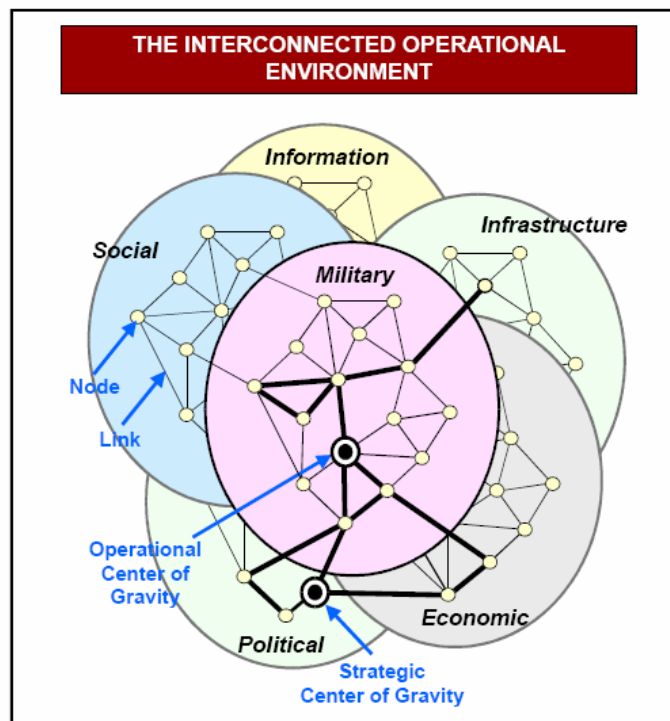 THE INTERCONNECTED OPERATIONAL
ENVIRONMENT
Information
Infrastructure
Social
Military
Node
Link
Operational
Center of
Gravity
Economic
Political
Strategic
Center of Gravity